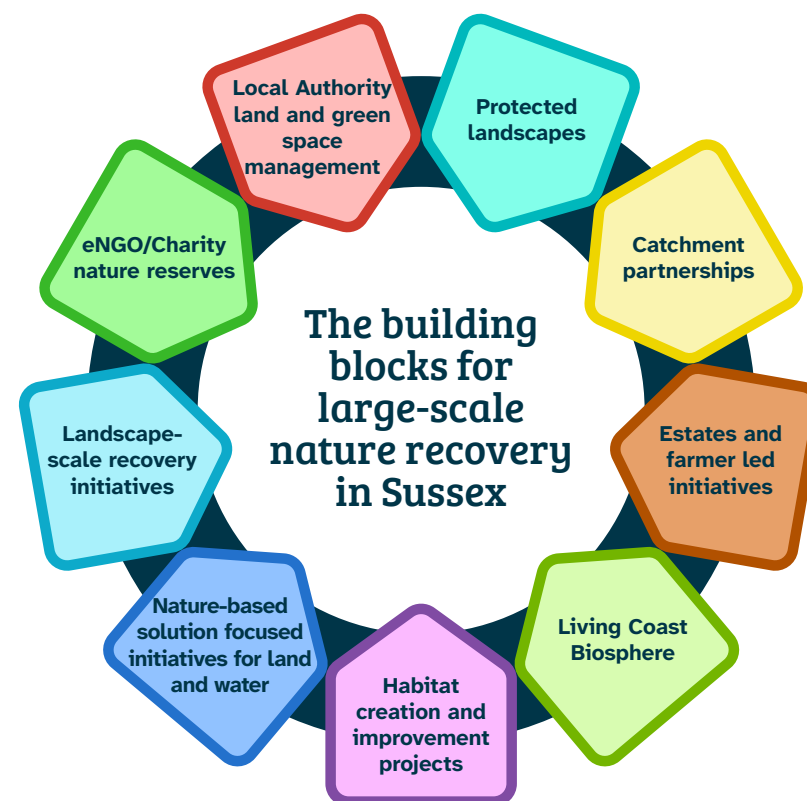 Local Authority
land and green
space
management
Protected
landscapes
Catchment
partnerships
Estates and
farmer led
initiatives
Living Coast
Biosphere
Habitat
creation and
improvement
projects
Nature-based
solution focused
initiatives for land
and water
Landscape-
scale recovery
initiatives
eNGO/Charity
nature reserves
The building
blocks for
large-scale
nature recovery
in Sussex